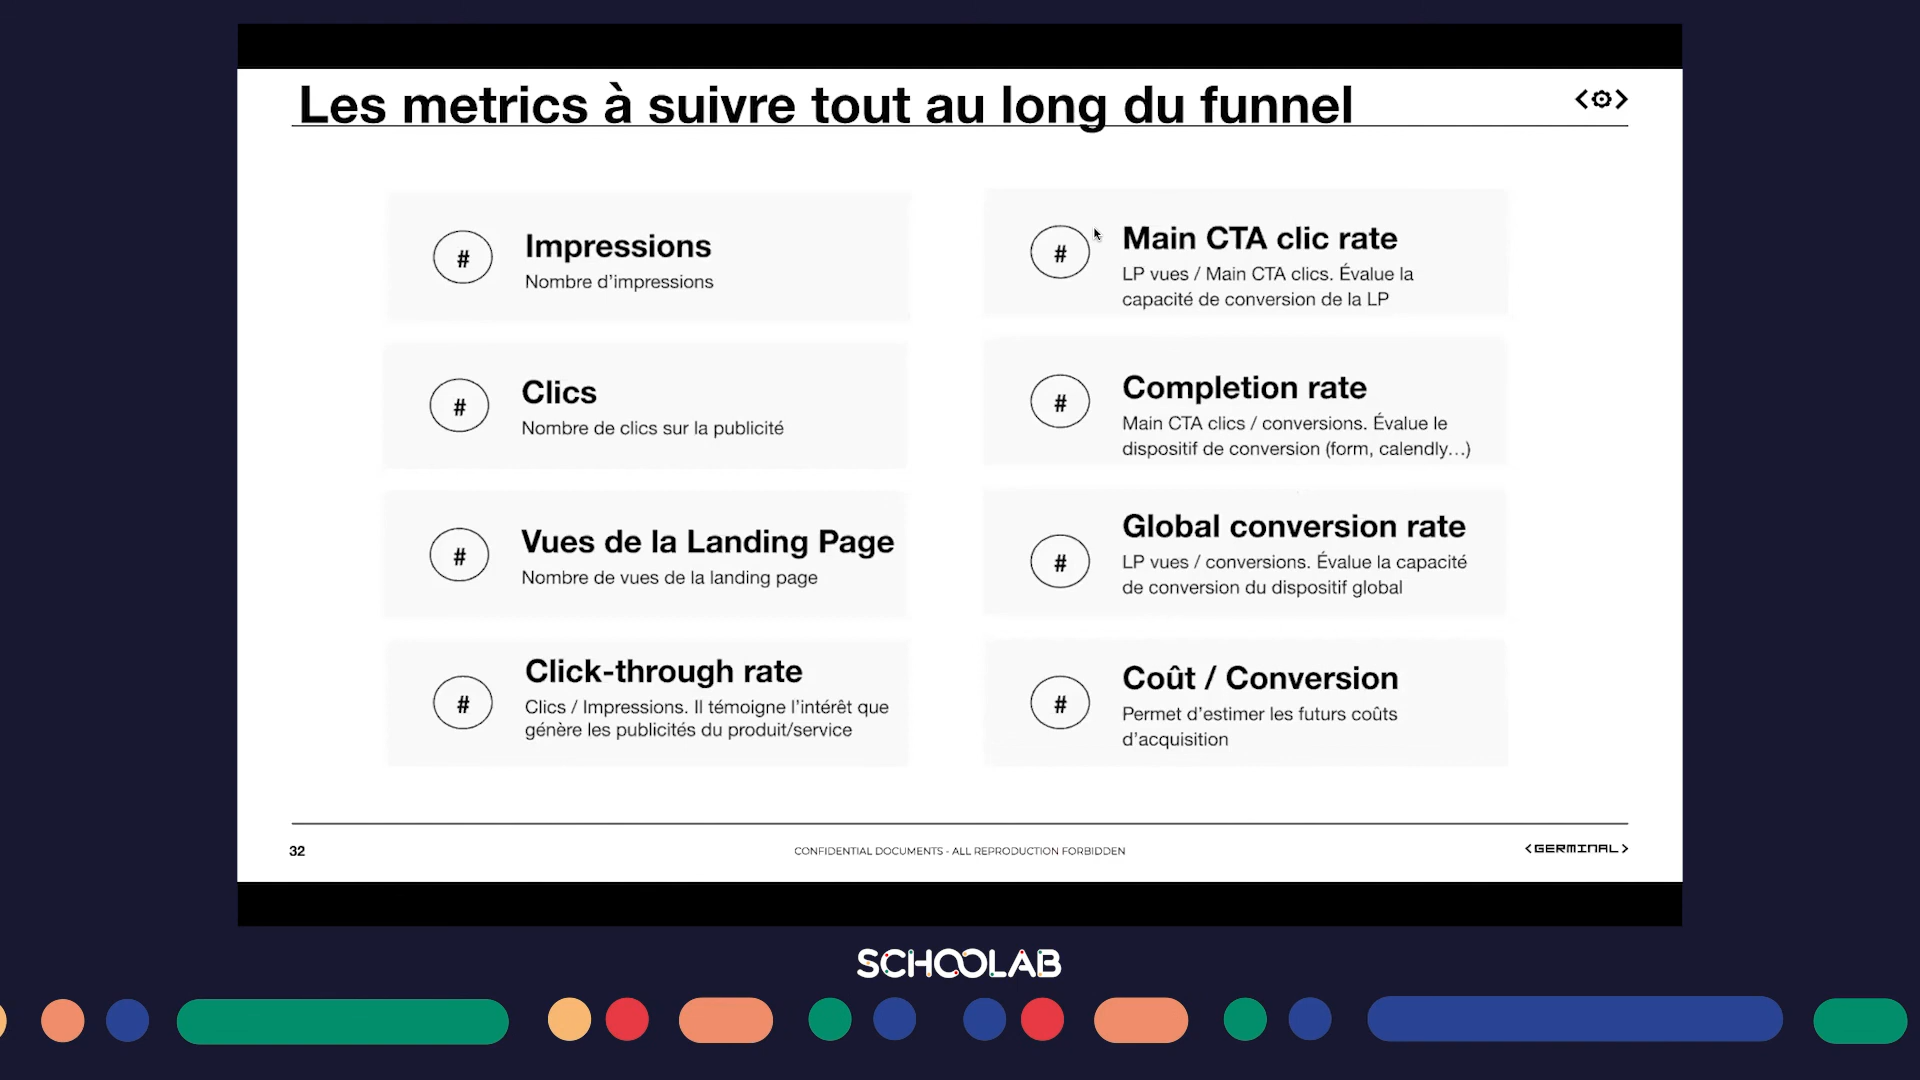 Les metrics à suivre tout au long du funnel
#
Impressions
Nombre d'impressions
#
Clics
Nombre de clics sur la publicité
#
Vues de la Landing Page
Nombre de vues de la landing page
#
Click-through rate
Clics / Impressions. Il témoigne l'intérêt que
génère les publicités du produit/service
#
Main CTA clic rate
LP vues / Main CTA clics. Évalue la
capacité de conversion de la LP
#
Completion rate
Main CTA clics / conversions. Évalue le
dispositif de conversion (form, calendly...)
#
Global conversion rate
LP vues / conversions. Évalue la capacité
de conversion du dispositif global
#
Coût / Conversion
Permet d'estimer les futurs coûts
d'acquisition
32
CONFIDENTIAL DOCUMENTS - ALL REPRODUCTION FORBIDDEN
<GERMINAL>
SCHOOLAB